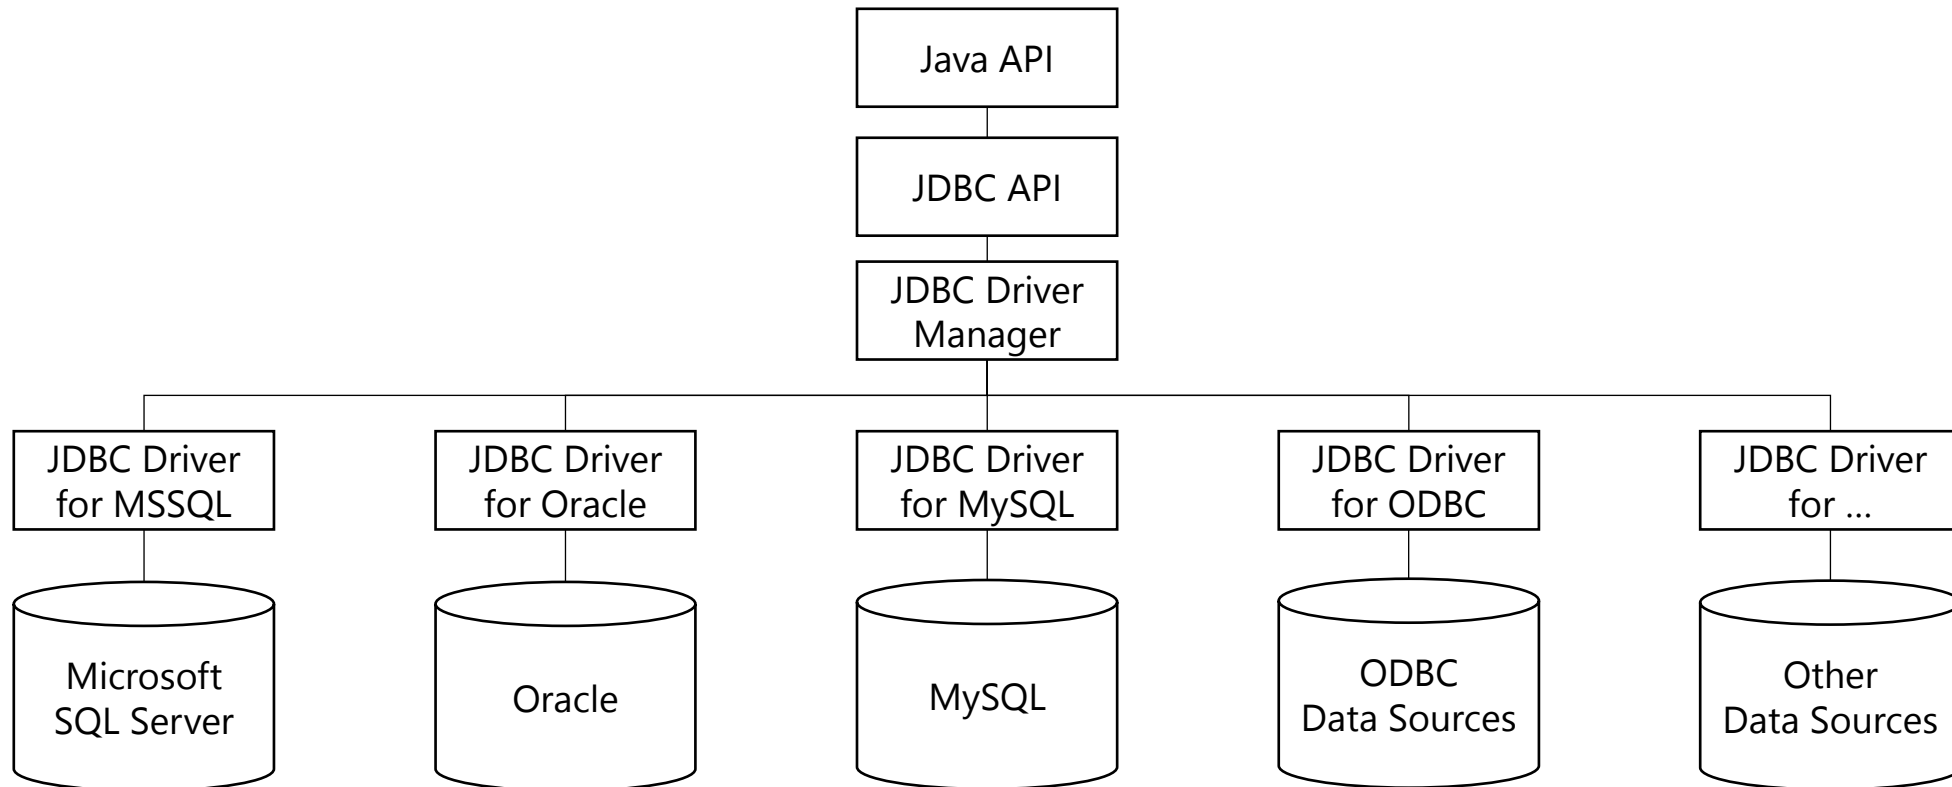 Java API
JDBC API
JDBC Driver
Manager
JDBC Driver
for MSSQL
JDBC Driver
for Oracle
JDBC Driver
for MySQL
JDBC Driver
for ODBC
JDBC Driver
for ...
Microsoft
SQL Server
Oracle
MySQL
ODBC
Data Sources
Other
Data Sources